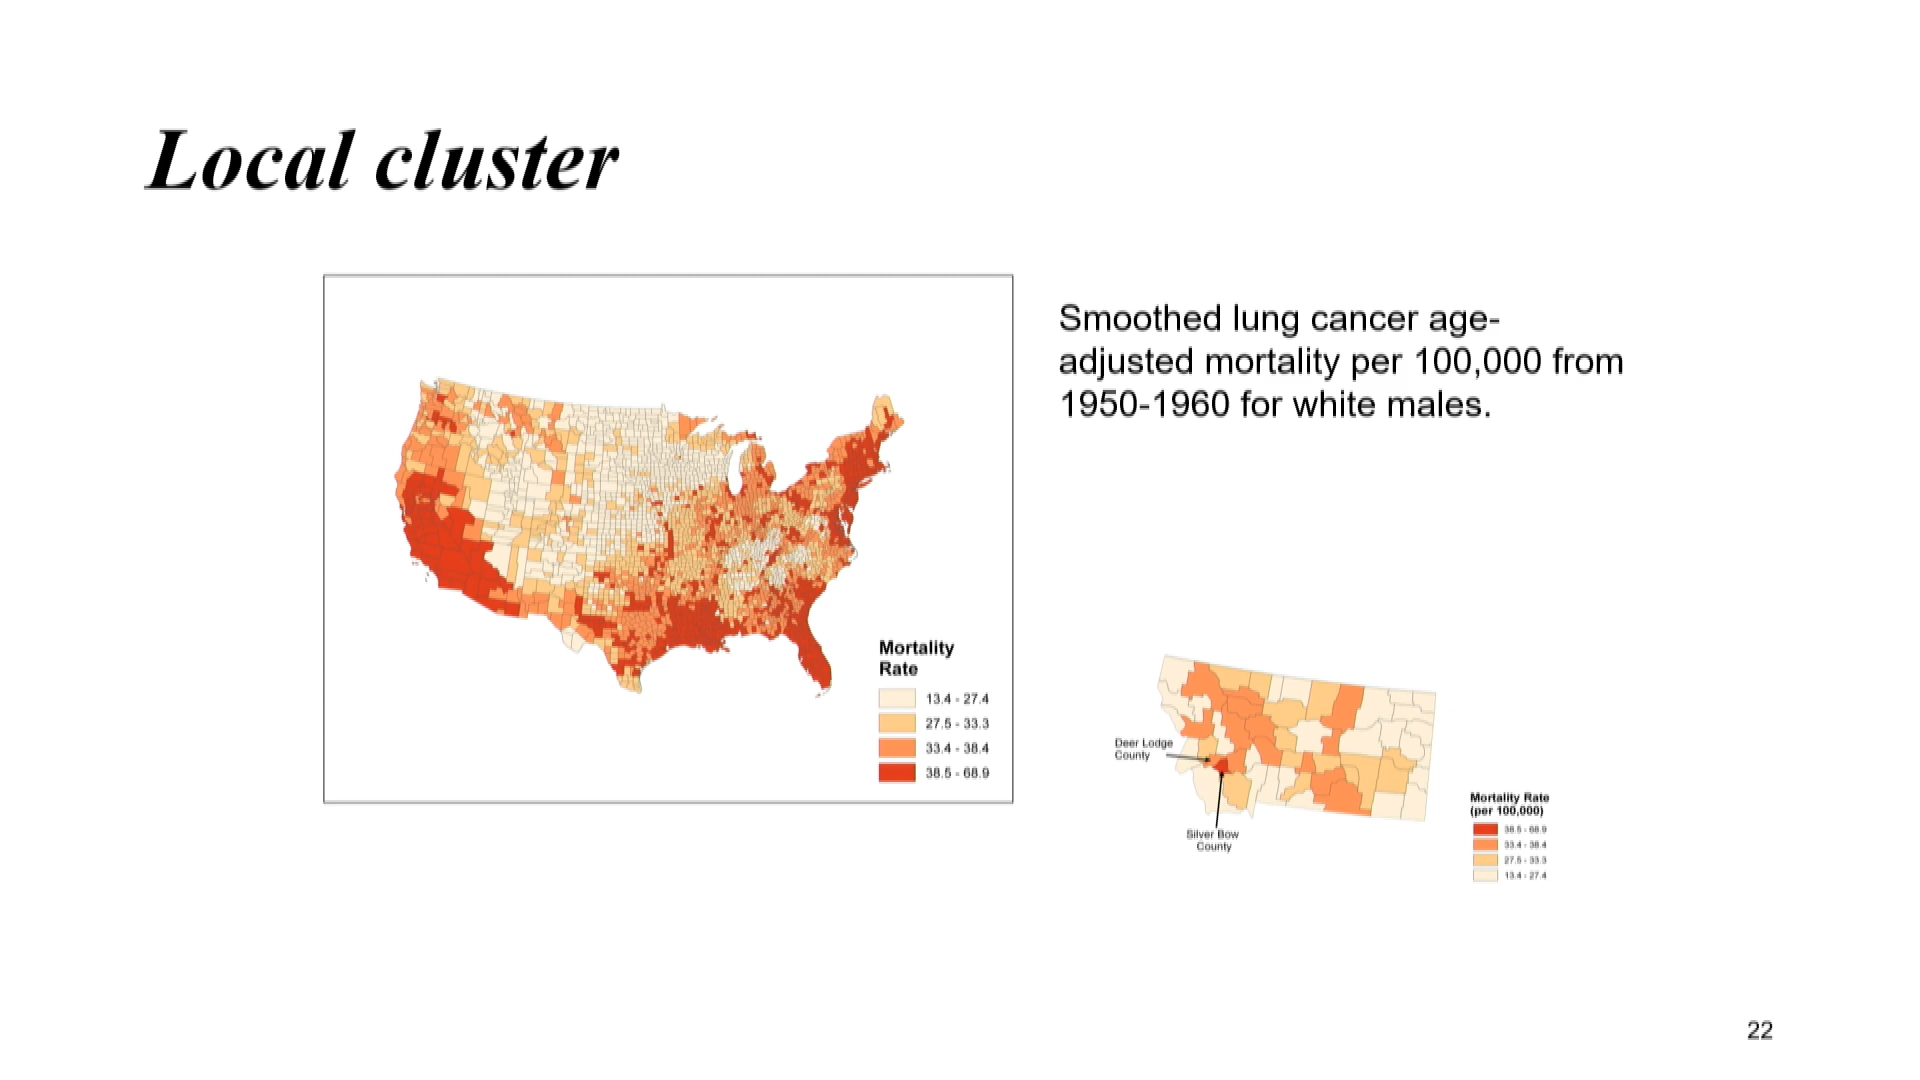 Local cluster
Smoothed lung cancer age-
adjusted mortality per 100,000 from
1950-1960 for white males.
Mortality
Rate
13.4 - 27.4
27.5 - 33.3
33.4 - 38.4
38.5 - 68.9
Deer Lodge
County
Silver Bow
County
Mortality Rate
(per 100,000)
38.5 - 68.9
33.4 - 38.4
27.5 - 33.3
13.4 - 27.4
22